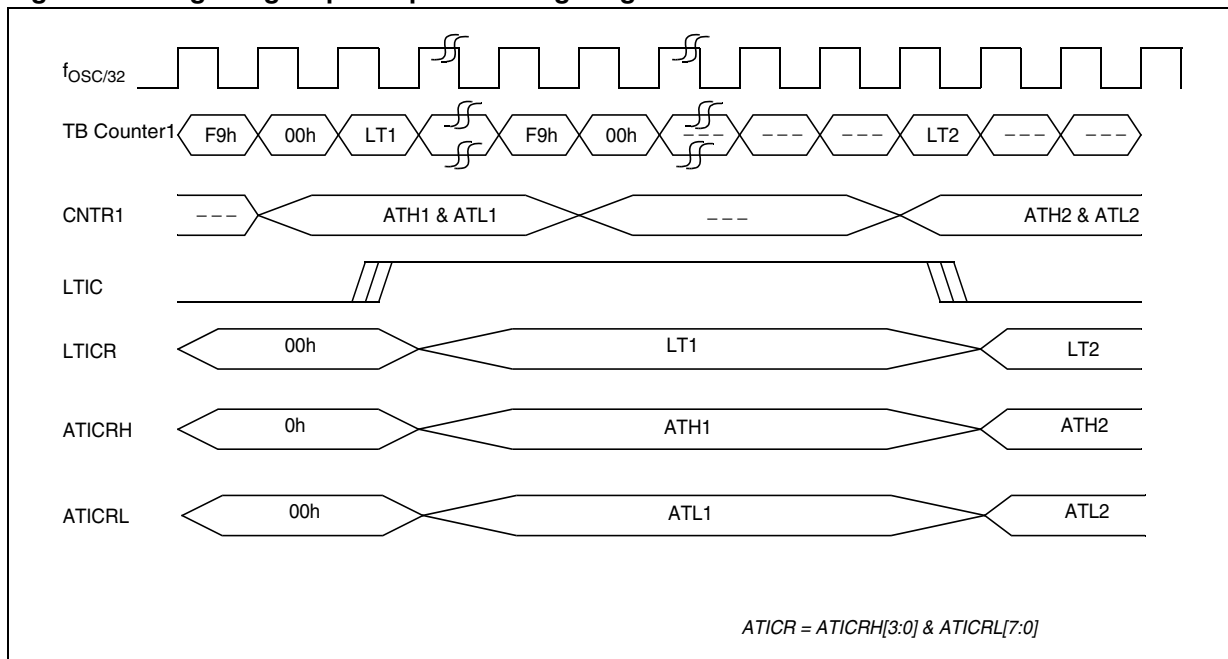 f_OSC/32
TB Counter1 F9h 00h LT1 F9h 00h – – – – – – – – – LT2 – – – – – –
CNTR1 – – – ATH1 & ATL1 – – – ATH2 & ATL2
LTIC
LTICR 00h LT1 LT2
ATICRH 0h ATH1 ATH2
ATICRL 00h ATL1 ATL2
ATICR = ATICRH[3:0] & ATICRL[7:0]